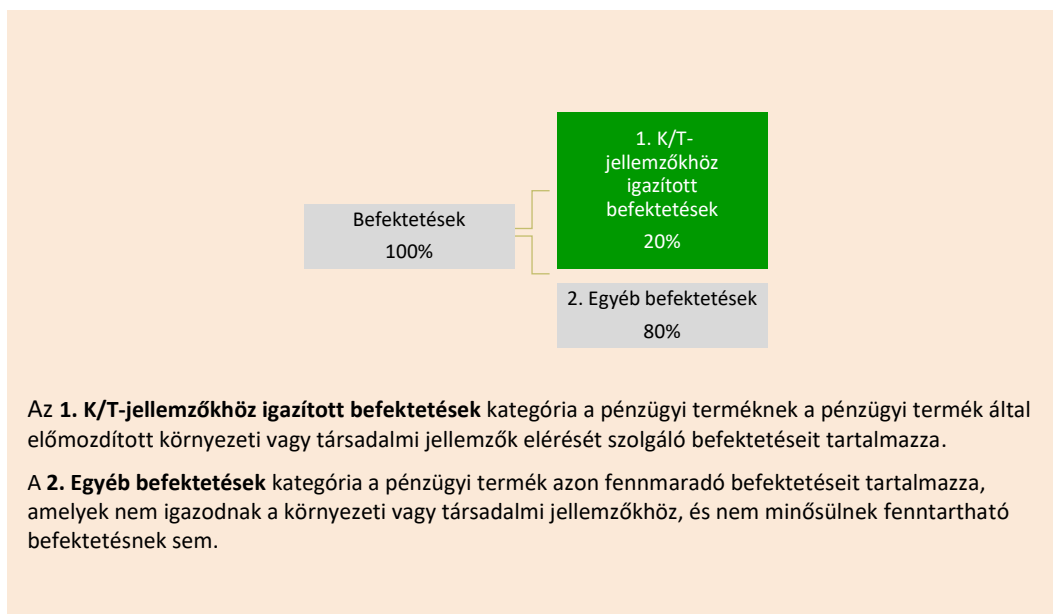 1. K/T-
jellemzőkhöz
igazított
befektetések
20%
Befektetések
100%
2. Egyéb befektetések
80%
Az 1. K/T-jellemzőkhöz igazított befektetések kategória a pénzügyi terméknek a pénzügyi termék által
előmozdított környezeti vagy társadalmi jellemzők elérését szolgáló befektetéseit tartalmazza.
A 2. Egyéb befektetések kategória a pénzügyi termék azon fennmaradó befektetéseit tartalmazza,
amelyek nem igazodnak a környezeti vagy társadalmi jellemzőkhöz, és nem minősülnek fenntartható
befektetésnek sem.